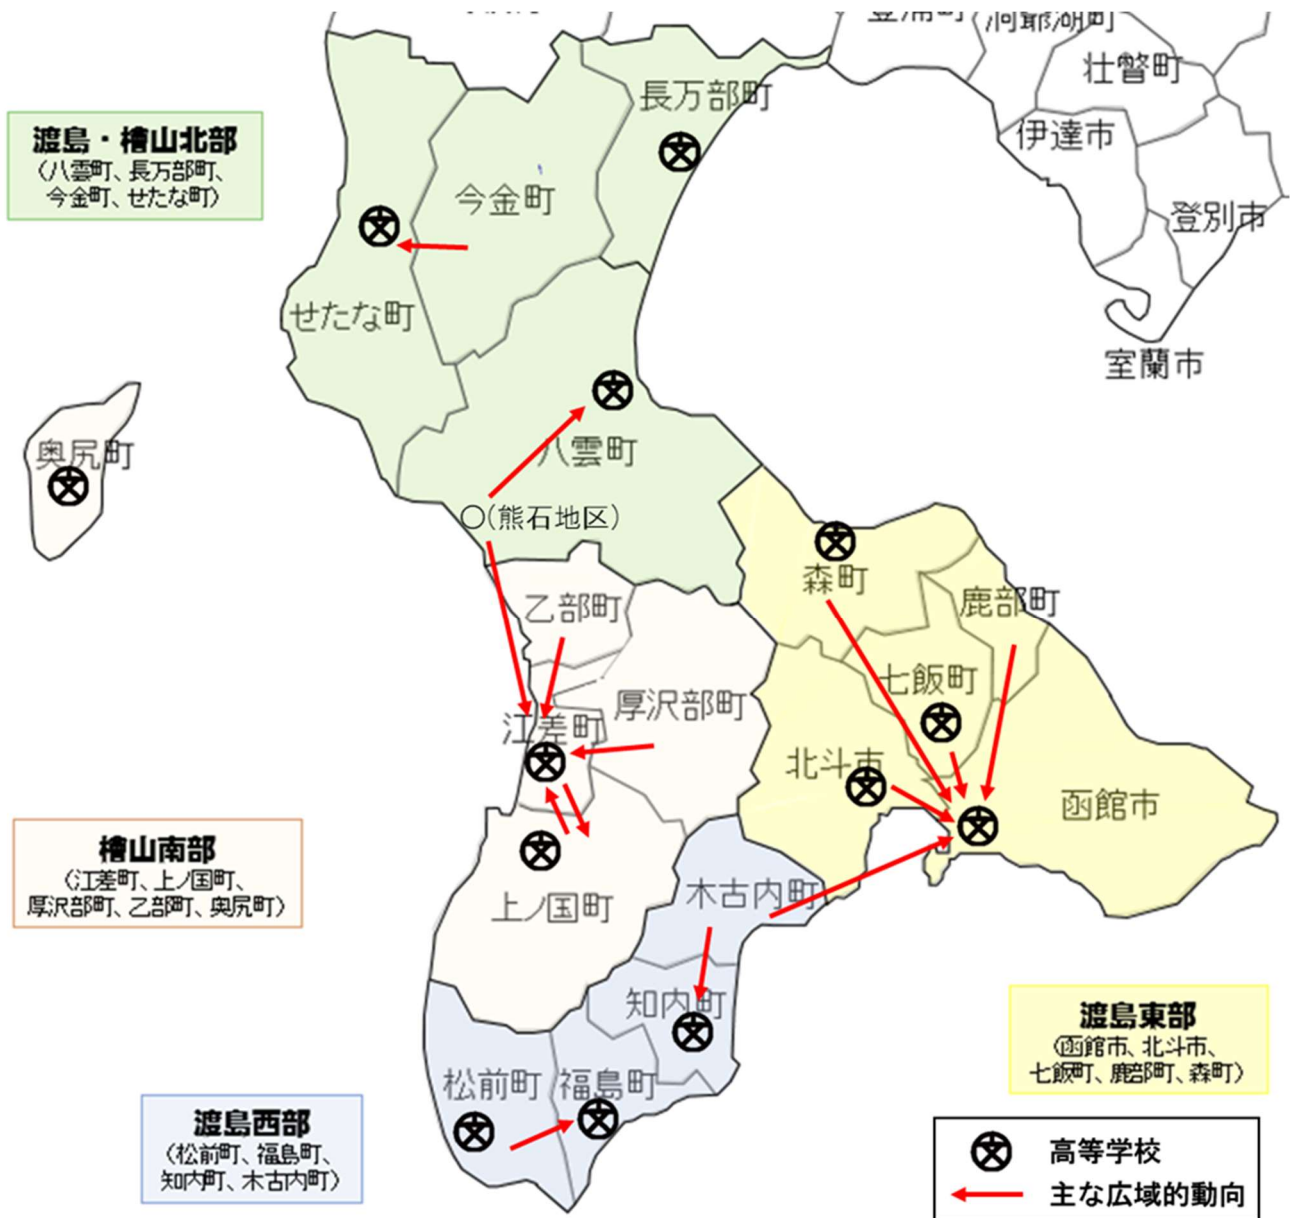 豊浦町
洞爺湖町
壮瞥町
長万部町
渡島・檜山北部
(八雲町、長万部町、
今金町、せたな町)
伊達市
今金町
登別市
せたな町
室蘭市
奥尻町
八雲町
○(熊石地区)
森町
鹿部町
乙部町
七飯町
厚沢部町
江差町
北斗市
函館市
檜山南部
(江差町、上ノ国町、
厚沢部町、乙部町、奥尻町)
上ノ国町
木古内町
知内町
渡島東部
(函館市、北斗市、
七飯町、鹿部町、森町)
松前町
福島町
渡島西部
(松前町、福島町、
知内町、木古内町)
高等学校
主な広域的動向